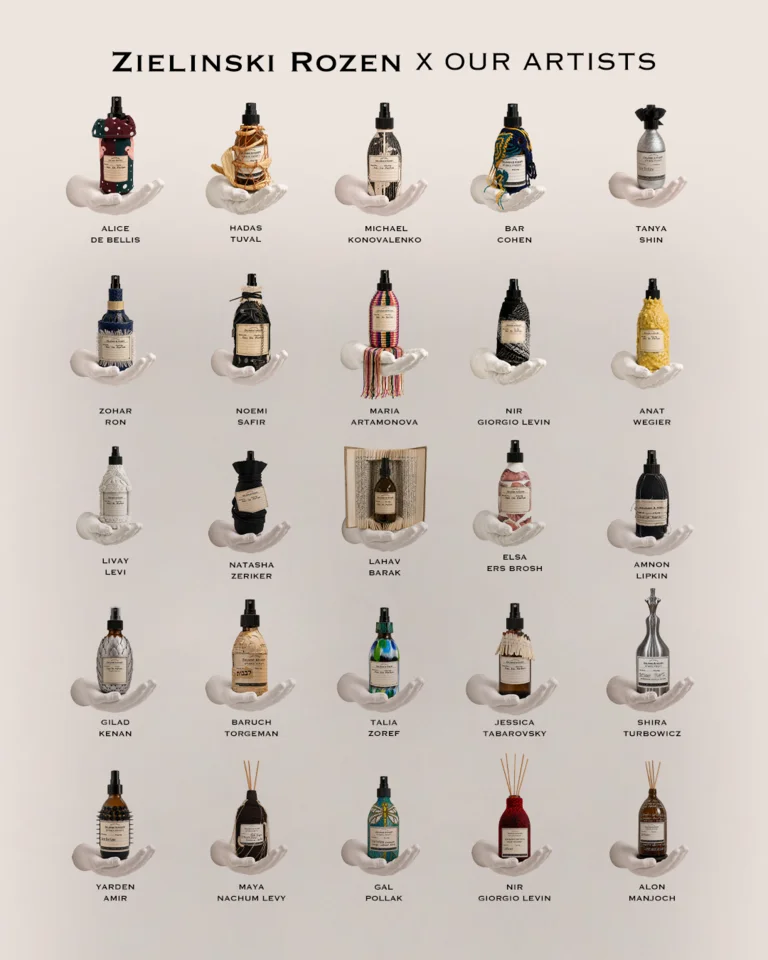 ZIELINSKI ROZEN X OUR ARTISTS
ALICE
DE BELLIS
HADAS
TUVAL
MICHAEL
KONOVALENKO
BAR
COHEN
TANYA
SHIN
ZOHAR
RON
NOEMI
SAFIR
MARIA
ARTAMONOVA
NIR
GIORGIO LEVIN
ANAT
WEGIER
LIVAY
LEVI
NATASHA
ZERIKER
LAHAV
BARAK
ELSA
ERS BROSH
AMNON
LIPKIN
GILAD
KENAN
BARUCH
TORGEMAN
TALIA
ZOREF
JESSICA
TABAROVSKY
SHIRA
TURBOWICZ
YARDEN
AMIR
MAYA
NACHUM LEVY
GAL
POLLAK
NIR
GIORGIO LEVIN
ALON
MANJOCH